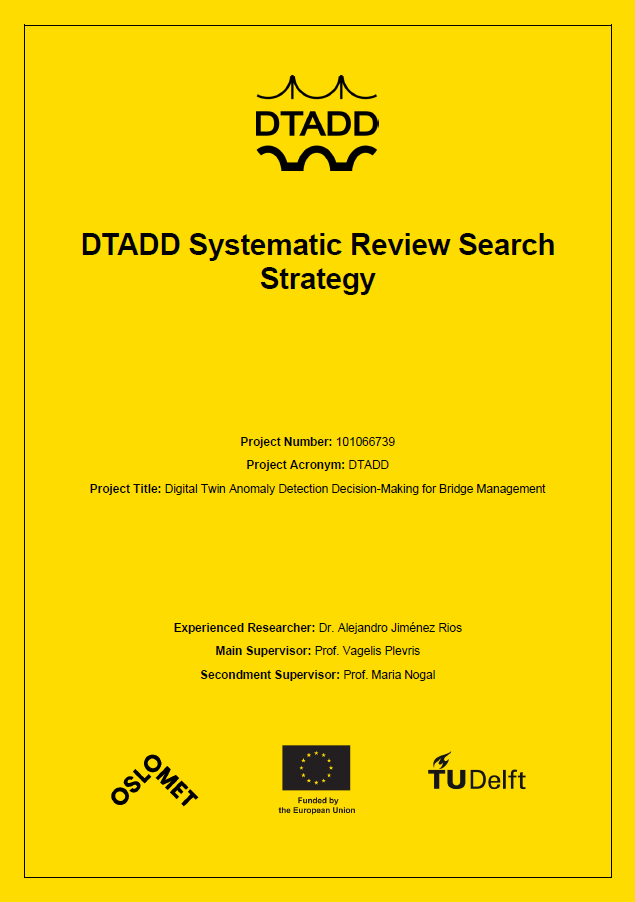 DTADD
DTADD Systematic Review Search
Strategy
Project Number: 101066739
Project Acronym: DTADD
Project Title: Digital Twin Anomaly Detection Decision-Making for Bridge Management
Experienced Researcher: Dr. Alejandro Jiménez Rios
Main Supervisor: Prof. Vagelis Plevris
Secondment Supervisor: Prof. Maria Nogal
OSLOMET
Funded by
the European Union
TUDelft